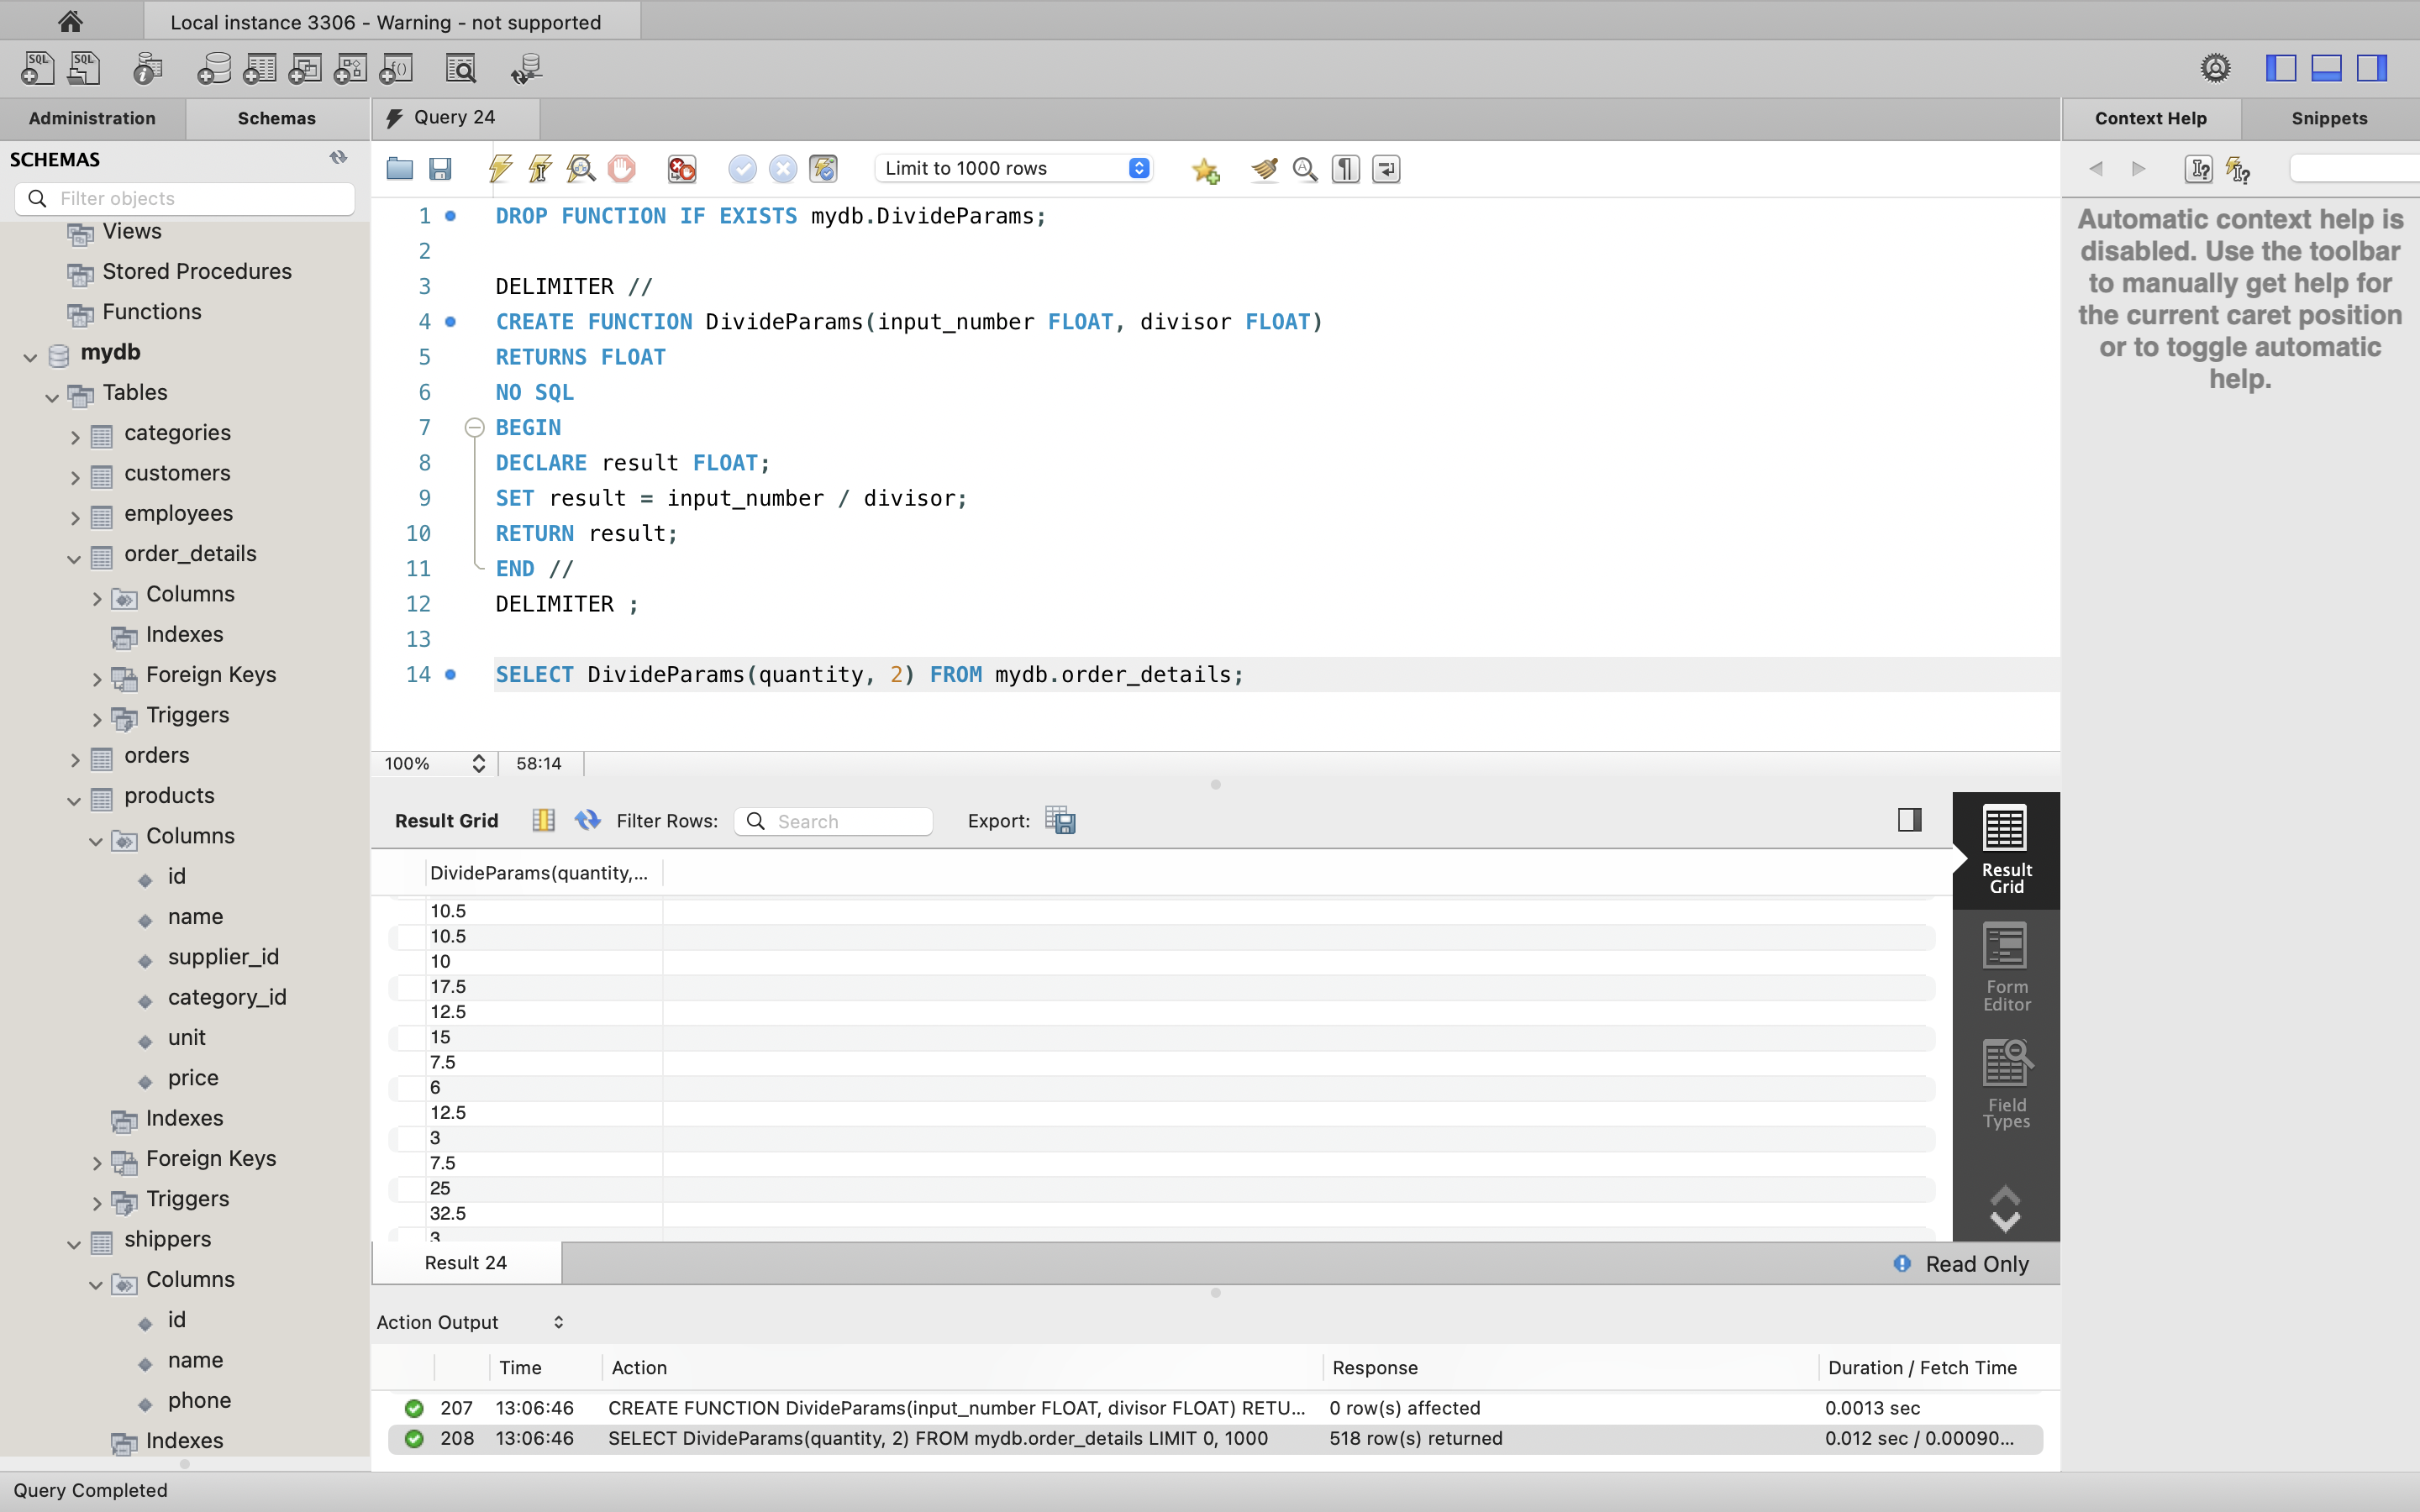 Local instance 3306 - Warning - not supported
SQL SQL
Administration Schemas
Query 24
Context Help Snippets
SCHEMAS
Filter objects
Limit to 1000 rows
Views
Stored Procedures
Functions
mydb
Tables
categories
customers
employees
order_details
Columns
Indexes
Foreign Keys
Triggers
orders
products
Columns
id
name
supplier_id
category_id
unit
price
Indexes
Foreign Keys
Triggers
shippers
Columns
id
name
phone
Indexes
1 DROP FUNCTION IF EXISTS mydb.DivideParams;
2
3 DELIMITER //
4 CREATE FUNCTION DivideParams(input_number FLOAT, divisor FLOAT)
5 RETURNS FLOAT
6 NO SQL
7 BEGIN
8 DECLARE result FLOAT;
9 SET result = input_number / divisor;
10 RETURN result;
11 END //
12 DELIMITER ;
13
14 SELECT DivideParams(quantity, 2) FROM mydb.order_details;
100% 58:14
Automatic context help is
disabled. Use the toolbar
to manually get help for
the current caret position
or to toggle automatic
help.
Result Grid Filter Rows: Search Export:
DivideParams(quantity,...
10.5
10.5
10
17.5
12.5
15
7.5
6
12.5
3
7.5
25
32.5
3
Result
Grid
Form
Editor
Field
Types
Result 24 Read Only
Action Output
Time Action Response Duration / Fetch Time
207 13:06:46 CREATE FUNCTION DivideParams(input_number FLOAT, divisor FLOAT) RETU... 0 row(s) affected 0.0013 sec
208 13:06:46 SELECT DivideParams(quantity, 2) FROM mydb.order_details LIMIT 0, 1000 518 row(s) returned 0.012 sec / 0.00090...
Query Completed